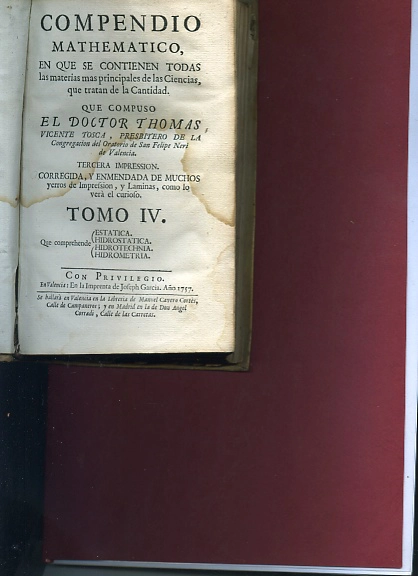 COMPENDIO
MATHEMATICO,
EN QUE SE CONTIENEN TODAS
las materias mas principales de las Ciencias,
que tratan de la Cantidad.
QUE COMPUSO
EL DOCTOR THOMAS
VICENTE TOSCA, PRESBITERO DE LA
Congregacion del Oratorio de San Felipe Neri
de Valencia.
TERCERA IMPRESSION.
CORREGIDA, Y ENMENDADA DE MUCHOS
yerros de Impression, y Laminas, como lo
verà el curioso.
TOMO IV.
Que comprehende
ESTATICA.
HIDROSTATICA.
HIDROTECHNIA.
HIDROMETRIA.
CON PRIVILEGIO.
En Valencia: En la Imprenta de Joseph Garcia. Año 1757.
Se hallarà en Valencia en la Libreria de Manuel Cavero Cortès,
Calle de Campaneros; y en Madrid en la de Don Angel
Corradi, Calle de las Carretas.